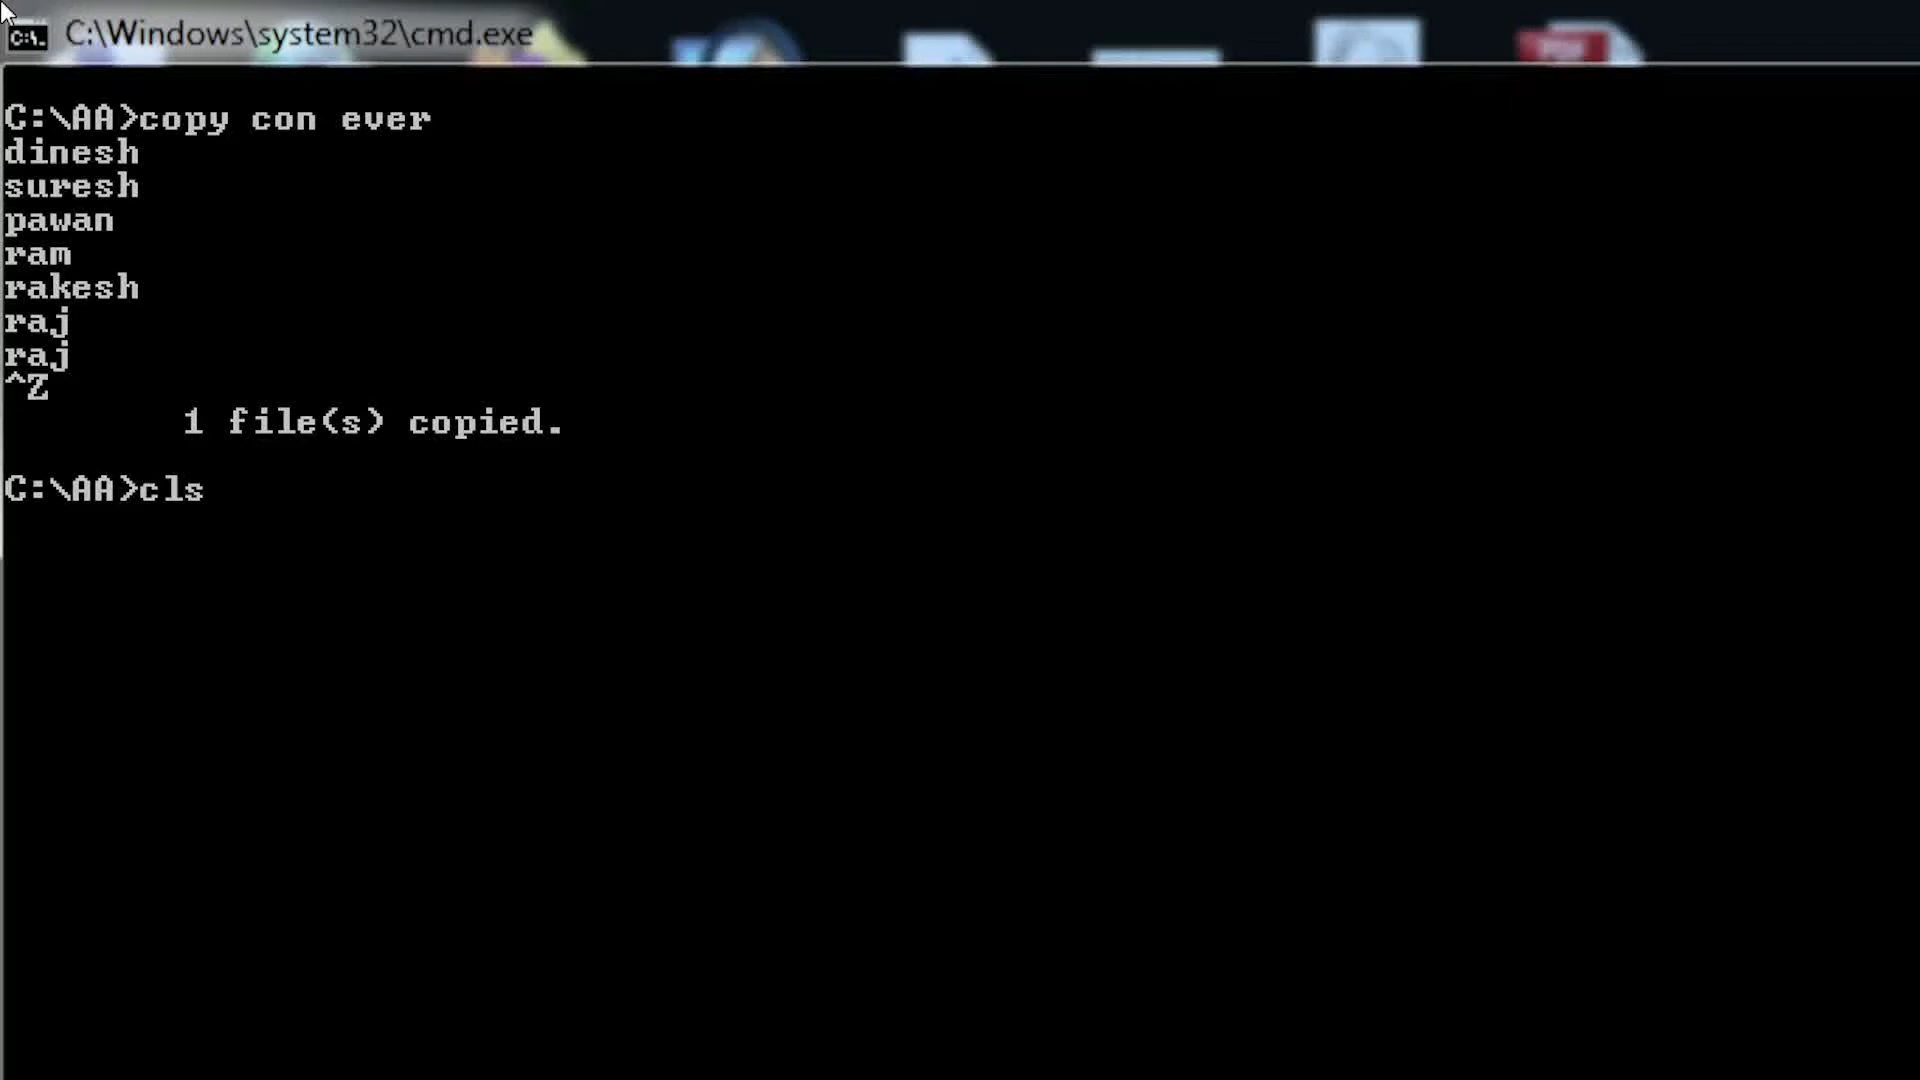 C:\Windows\system32\cmd.exe
C:\AA>copy con ever
dinesh
suresh
pawan
ram
rakesh
raj
raj
^Z
1 file(s) copied.
C:\AA>cls